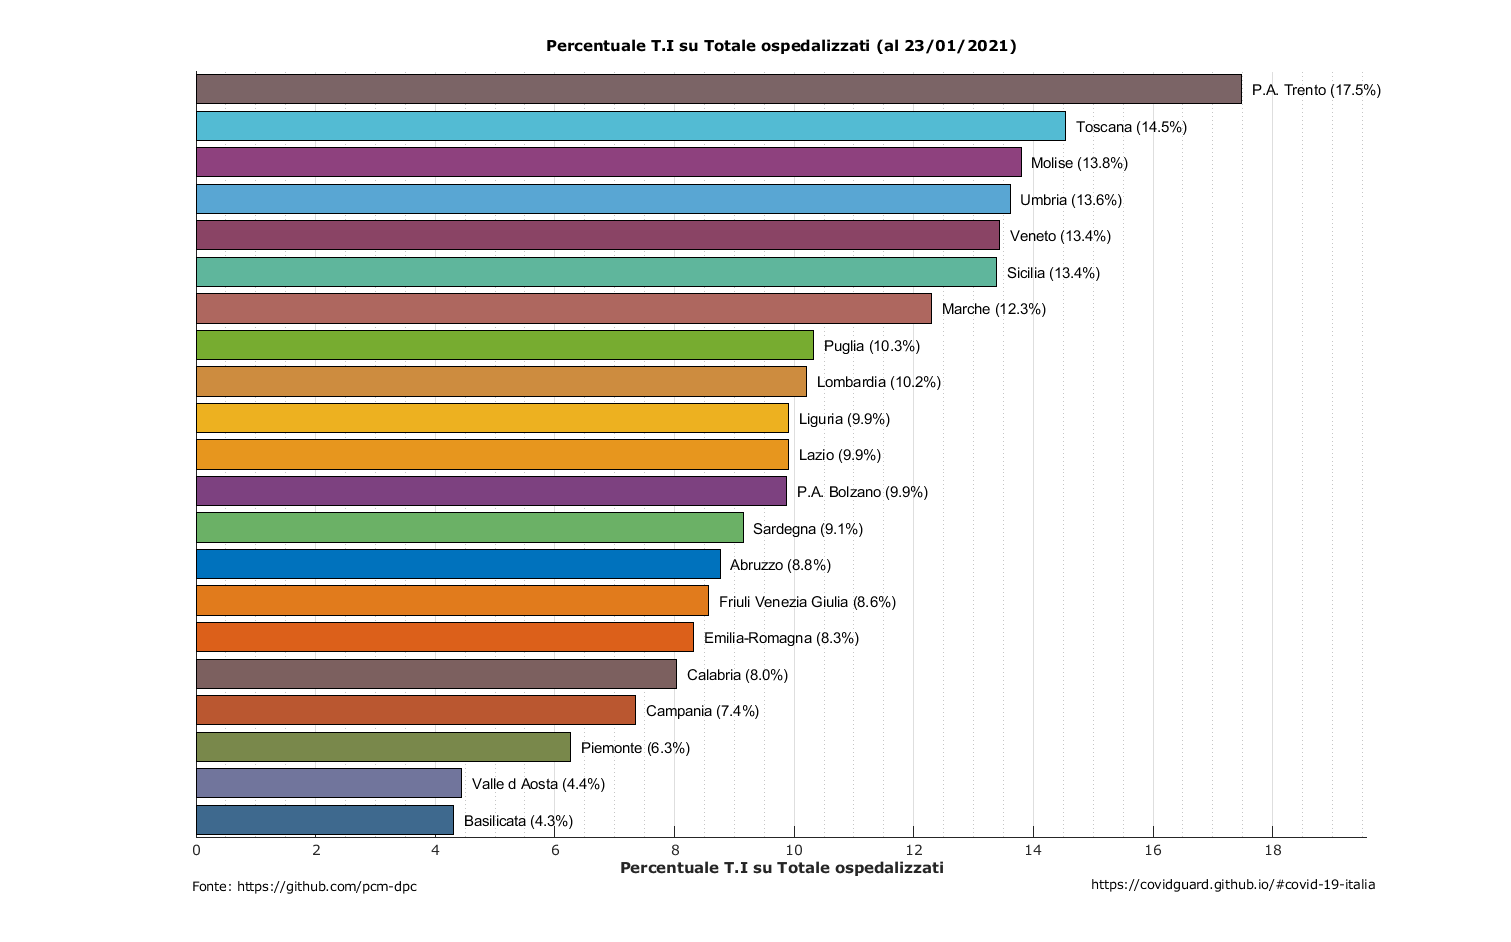 Percentuale T.I su Totale ospedalizzati (al 23/01/2021)
P.A. Trento (17.5%)
Toscana (14.5%)
Molise (13.8%)
Umbria (13.6%)
Veneto (13.4%)
Sicilia (13.4%)
Marche (12.3%)
Puglia (10.3%)
Lombardia (10.2%)
Liguria (9.9%)
Lazio (9.9%)
P.A. Bolzano (9.9%)
Sardegna (9.1%)
Abruzzo (8.8%)
Friuli Venezia Giulia (8.6%)
Emilia-Romagna (8.3%)
Calabria (8.0%)
Campania (7.4%)
Piemonte (6.3%)
Valle d Aosta (4.4%)
Basilicata (4.3%)
0 2 4 6 8 10 12 14 16 18
Percentuale T.I su Totale ospedalizzati
Fonte: https://github.com/pcm-dpc
https://covidguard.github.io/#covid-19-italia